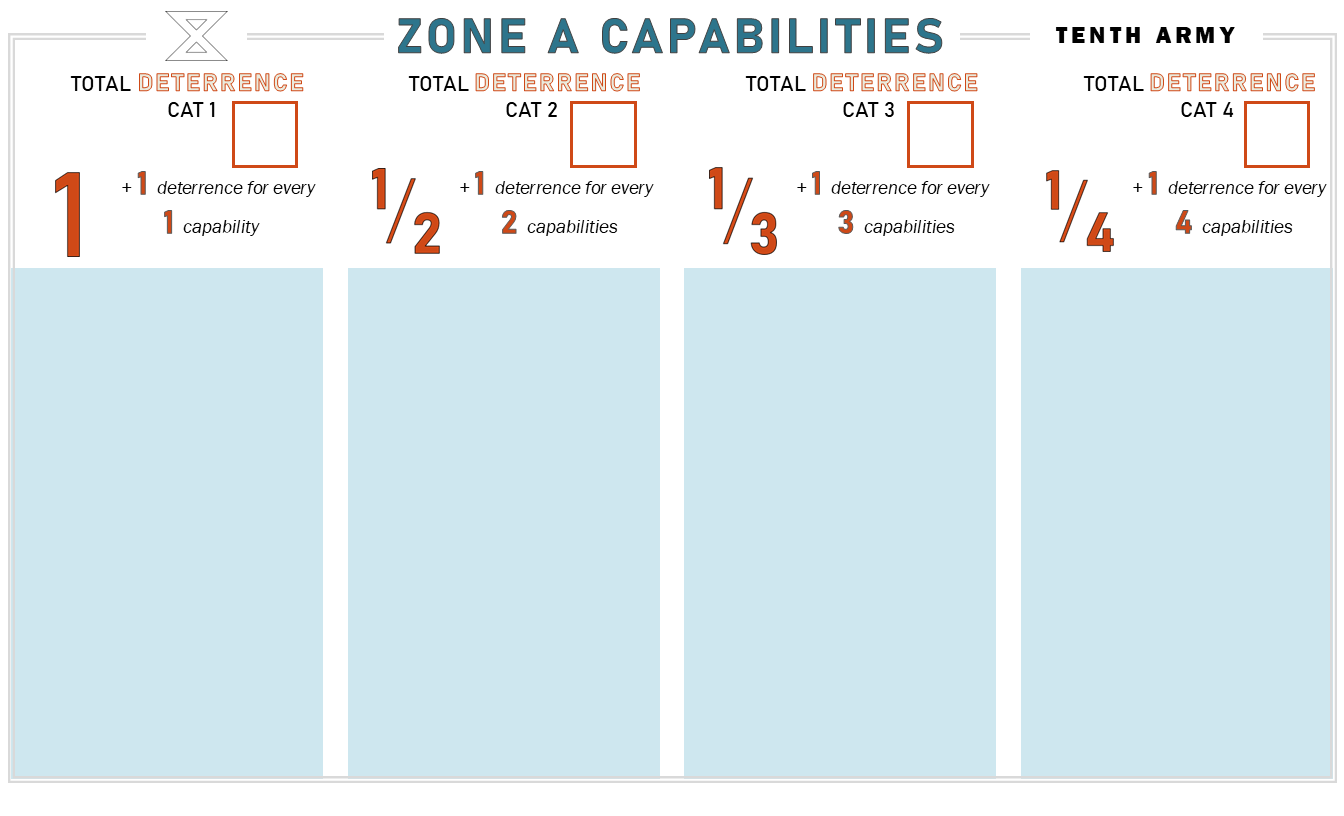 ZONE A CAPABILITIES
TENTH ARMY
TOTAL DETERRENCE
CAT 1
1
+ 1 deterrence for every
1 capability
TOTAL DETERRENCE
CAT 2
1/2
+ 1 deterrence for every
2 capabilities
TOTAL DETERRENCE
CAT 3
1/3
+ 1 deterrence for every
3 capabilities
TOTAL DETERRENCE
CAT 4
1/4
+ 1 deterrence for every
4 capabilities